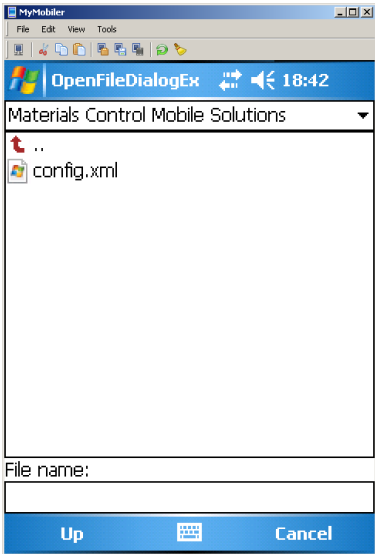 MyMobiler
File Edit View Tools
OpenFileDialogEx 18:42
Materials Control Mobile Solutions
..
config.xml
File name:
Up Cancel